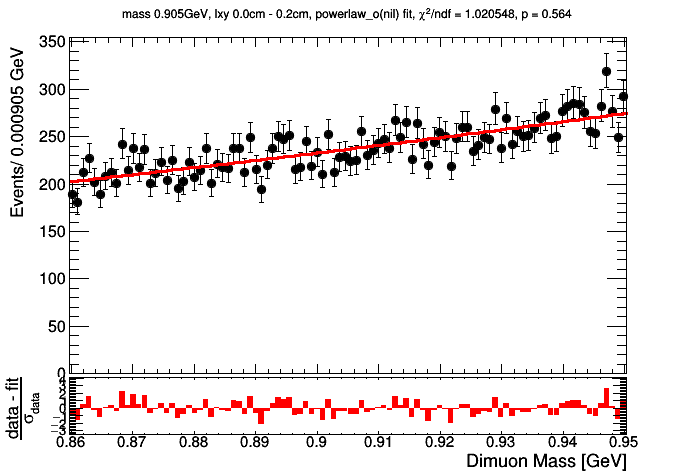 mass 0.905GeV, lxy 0.0cm - 0.2cm, powerlaw_o(nil) fit, χ²/ndf = 1.020548, p = 0.564
Events/ 0.000905 GeV
350
300
250
200
150
100
50
0
data - fit
σdata
0
0.86 0.87 0.88 0.89 0.9 0.91 0.92 0.93 0.94 0.95
Dimuon Mass [GeV]